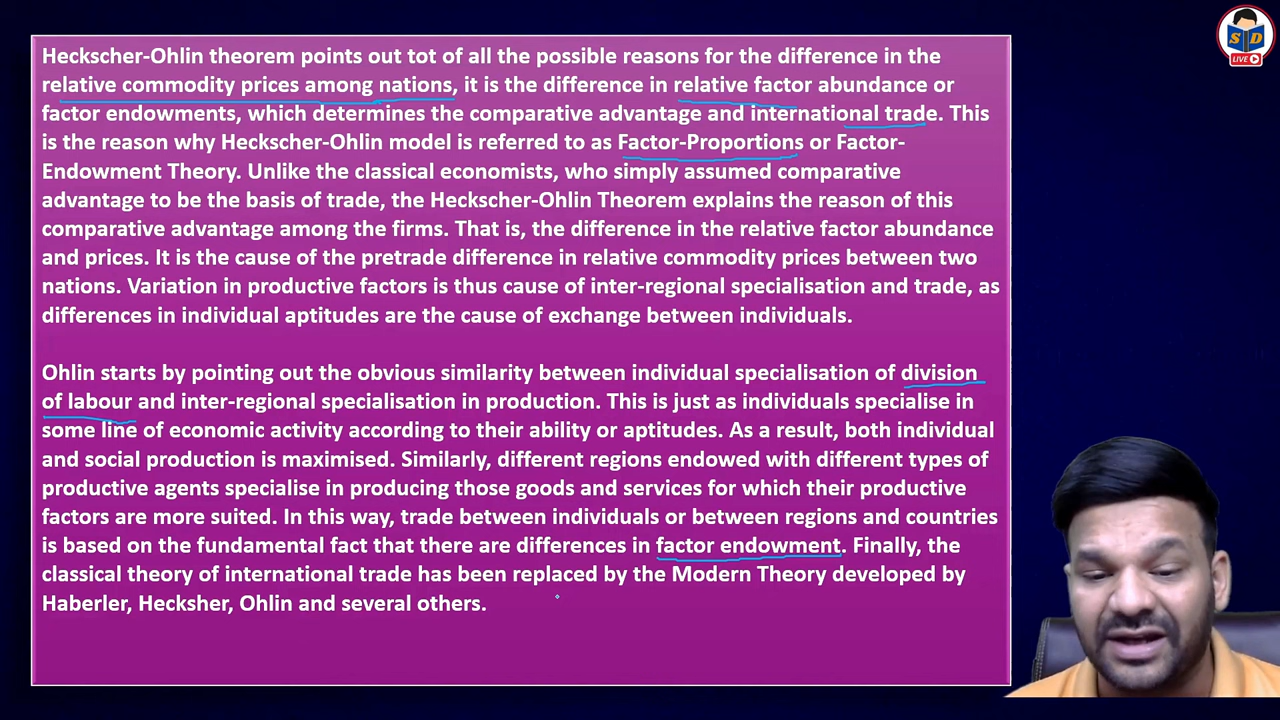 Heckscher-Ohlin theorem points out tot of all the possible reasons for the difference in the
relative commodity prices among nations, it is the difference in relative factor abundance or
factor endowments, which determines the comparative advantage and international trade. This
is the reason why Heckscher-Ohlin model is referred to as Factor-Proportions or Factor-
Endowment Theory. Unlike the classical economists, who simply assumed comparative
advantage to be the basis of trade, the Heckscher-Ohlin Theorem explains the reason of this
comparative advantage among the firms. That is, the difference in the relative factor abundance
and prices. It is the cause of the pretrade difference in relative commodity prices between two
nations. Variation in productive factors is thus cause of inter-regional specialisation and trade, as
differences in individual aptitudes are the cause of exchange between individuals.
Ohlin starts by pointing out the obvious similarity between individual specialisation of division
of labour and inter-regional specialisation in production. This is just as individuals specialise in
some line of economic activity according to their ability or aptitudes. As a result, both individual
and social production is maximised. Similarly, different regions endowed with different types of
productive agents specialise in producing those goods and services for which their productive
factors are more suited. In this way, trade between individuals or between regions and countries
is based on the fundamental fact that there are differences in factor endowment. Finally, the
classical theory of international trade has been replaced by the Modern Theory developed by
Haberler, Hecksher, Ohlin and several others.
S D
LIVE